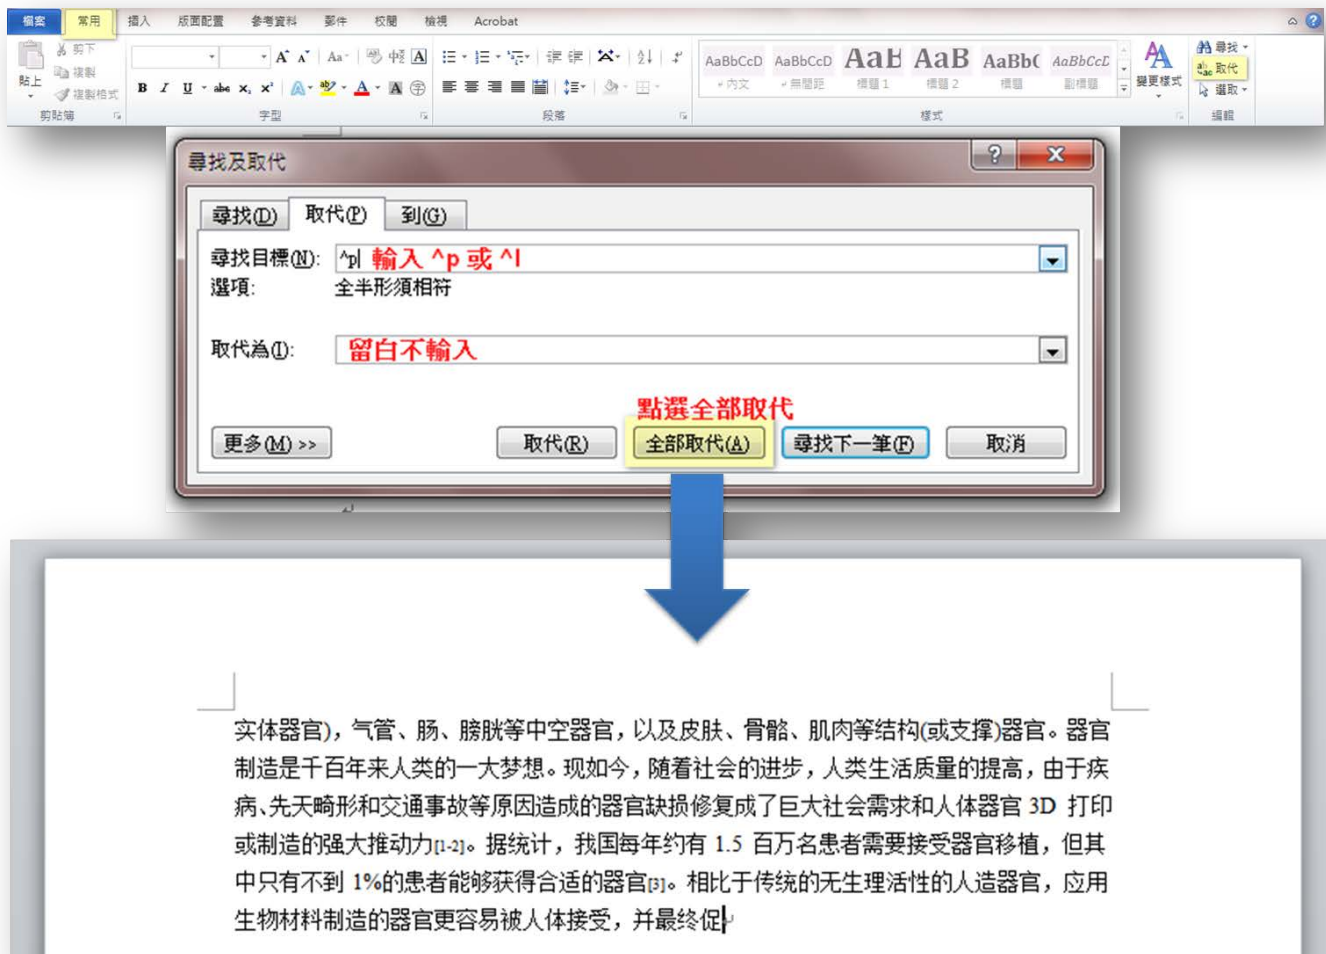 檔案 常用 插入 版面配置 參考資料 郵件 校閱 檢視 Acrobat
剪下
複製
貼上
複製格式
AaBbCcD AaBbCcD AaB AaB AaBb( AaBbCcD
內文 無間距 標題 1 標題 2 標題 副標題
變更樣式
尋找
取代
選取
剪貼簿 字型 段落 樣式 編輯
尋找及取代
尋找(D) 取代(P) 到(G)
尋找目標(N): ^p 輸入 ^p 或 ^l
選項: 全半形須相符
取代為(I): 留白不輸入
點選全部取代
更多(M) >> 取代(R) 全部取代(A) 尋找下一筆(F) 取消
实体器官)，气管、肠、膀胱等中空器官，以及皮肤、骨骼、肌肉等结构(或支撑)器官。器官
制造是千百年来人类的一大梦想。现如今，随着社会的进步，人类生活质量的提高，由于疾
病、先天畸形和交通事故等原因造成的器官缺损修复成了巨大社会需求和人体器官 3D 打印
或制造的强大推动力[1-2]。据统计，我国每年约有 1.5 百万名患者需要接受器官移植，但其
中只有不到 1%的患者能够获得合适的器官[3]。相比于传统的无生理活性的人造器官，应用
生物材料制造的器官更容易被人体接受，并最终促